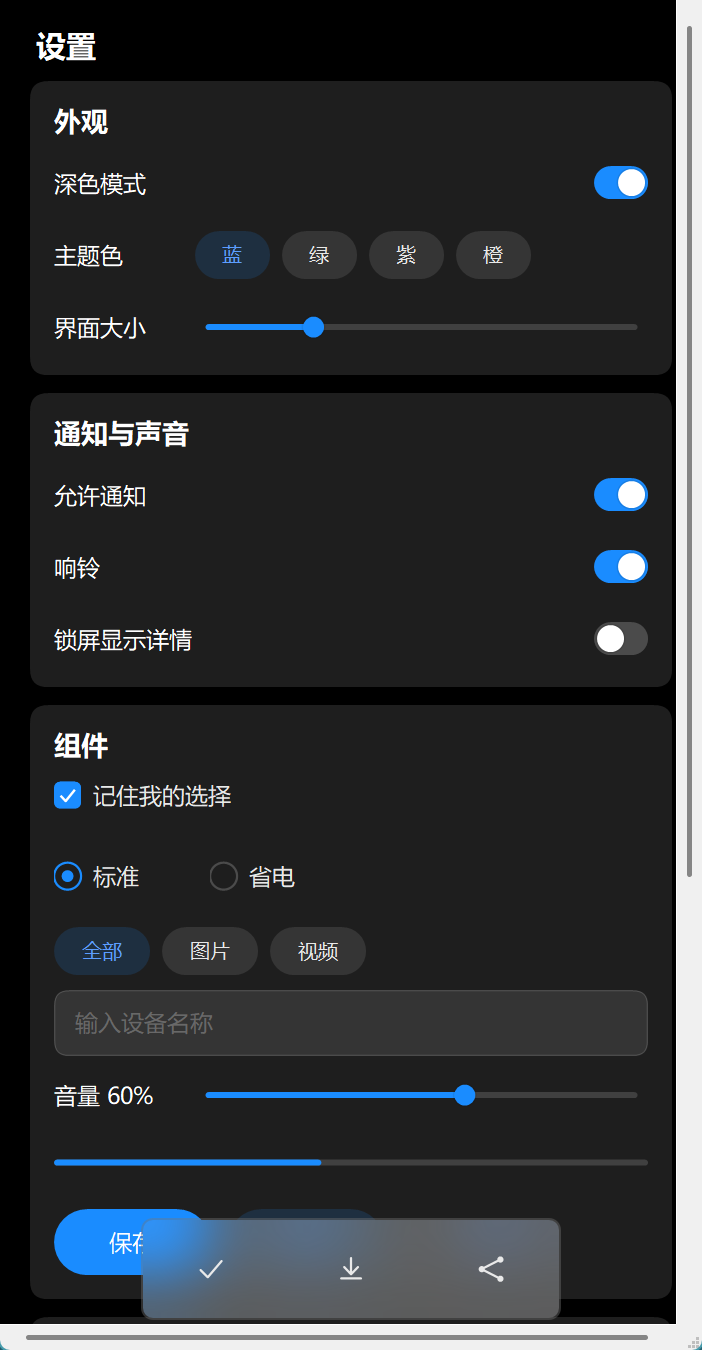 设置
外观
深色模式
主题色 蓝 绿 紫 橙
界面大小
通知与声音
允许通知
响铃
锁屏显示详情
组件
记住我的选择
标准 省电
全部 图片 视频
输入设备名称
音量 60%
保存